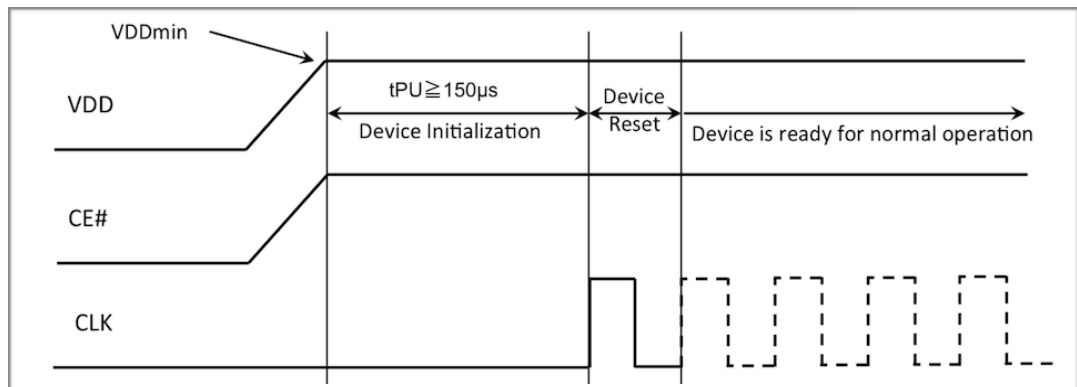 VDDmin
VDD
tPU≧150μs
Device Initialization
Device
Reset
Device is ready for normal operation
CE#
CLK